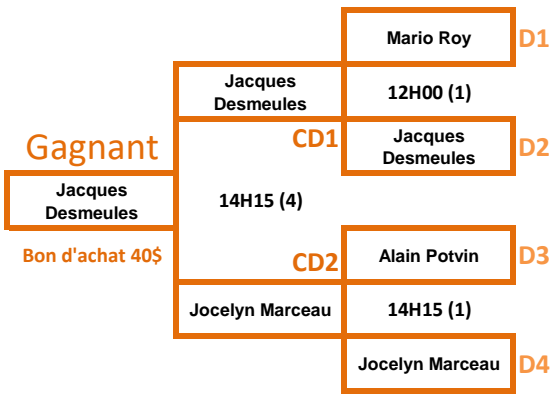 Mario Roy
D1
Jacques
Desmeules
12H00 (1)
CD1
Jacques
Desmeules
D2
Gagnant
Jacques
Desmeules
14H15 (4)
Bon d'achat 40$
CD2
Alain Potvin
D3
Jocelyn Marceau
14H15 (1)
Jocelyn Marceau
D4